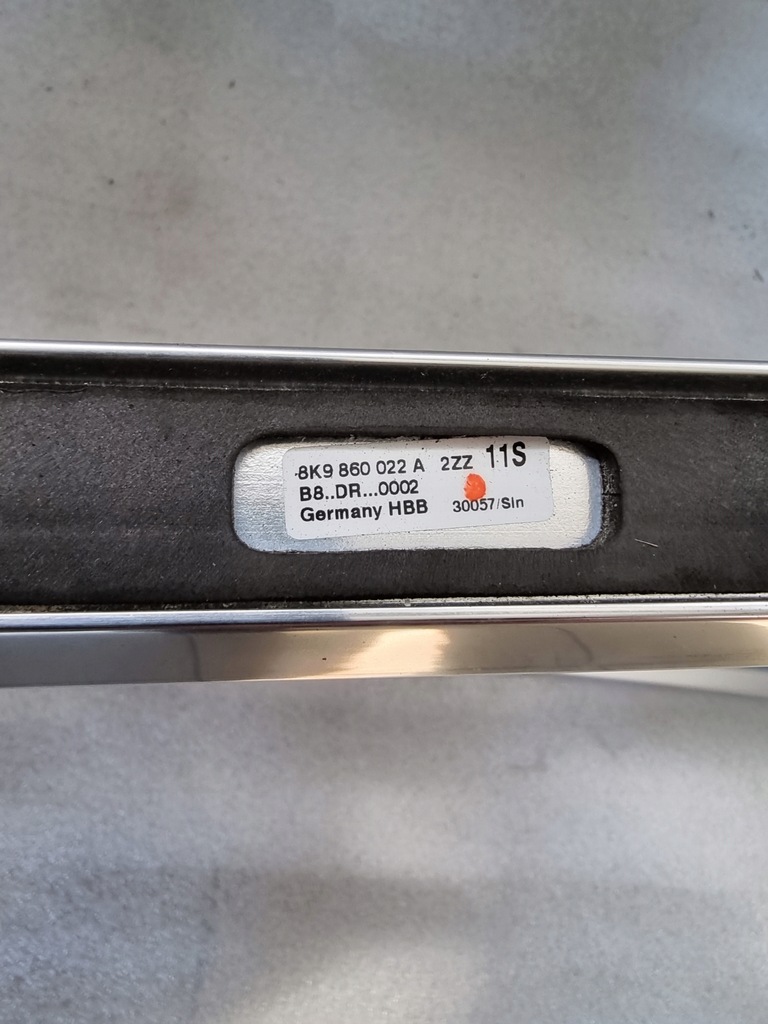 8K9 860 022 A 2ZZ 11S
B8..DR...0002
Germany HBB 30057/Sln